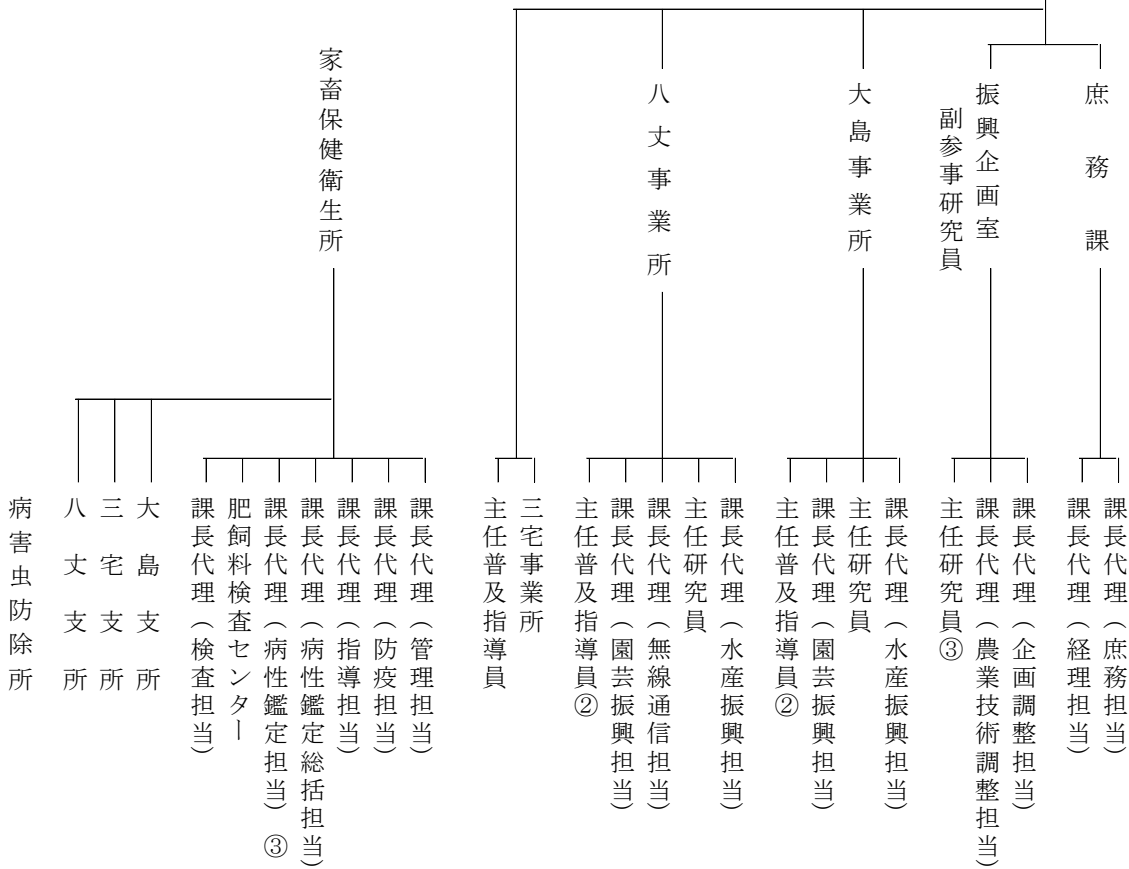 庶務課
課長代理（庶務担当）
課長代理（経理担当）
振興企画室
副参事研究員
課長代理（企画調整担当）
課長代理（農業技術調整担当）
主任研究員③
大島事業所
課長代理（水産振興担当）
主任研究員
課長代理（園芸振興担当）
主任普及指導員②
八丈事業所
課長代理（水産振興担当）
主任研究員
課長代理（無線通信担当）
課長代理（園芸振興担当）
主任普及指導員②
三宅事業所
主任普及指導員
家畜保健衛生所
課長代理（管理担当）
課長代理（防疫担当）
課長代理（指導担当）
課長代理（病性鑑定総括担当）
課長代理（病性鑑定担当）③
肥飼料検査センター
課長代理（検査担当）
大島支所
三宅支所
八丈支所
病害虫防除所